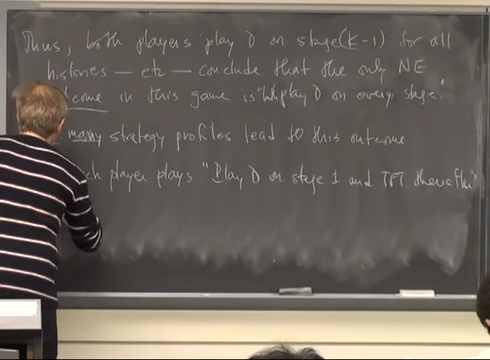 Thus, both players play D on stage (k-1) for all
histories — etc — conclude that the only NE
come in this game is "both play D on every stage".
many strategy profiles lead to this outcome
ch player plays "Play D on stage 1 and TFT thereafter"